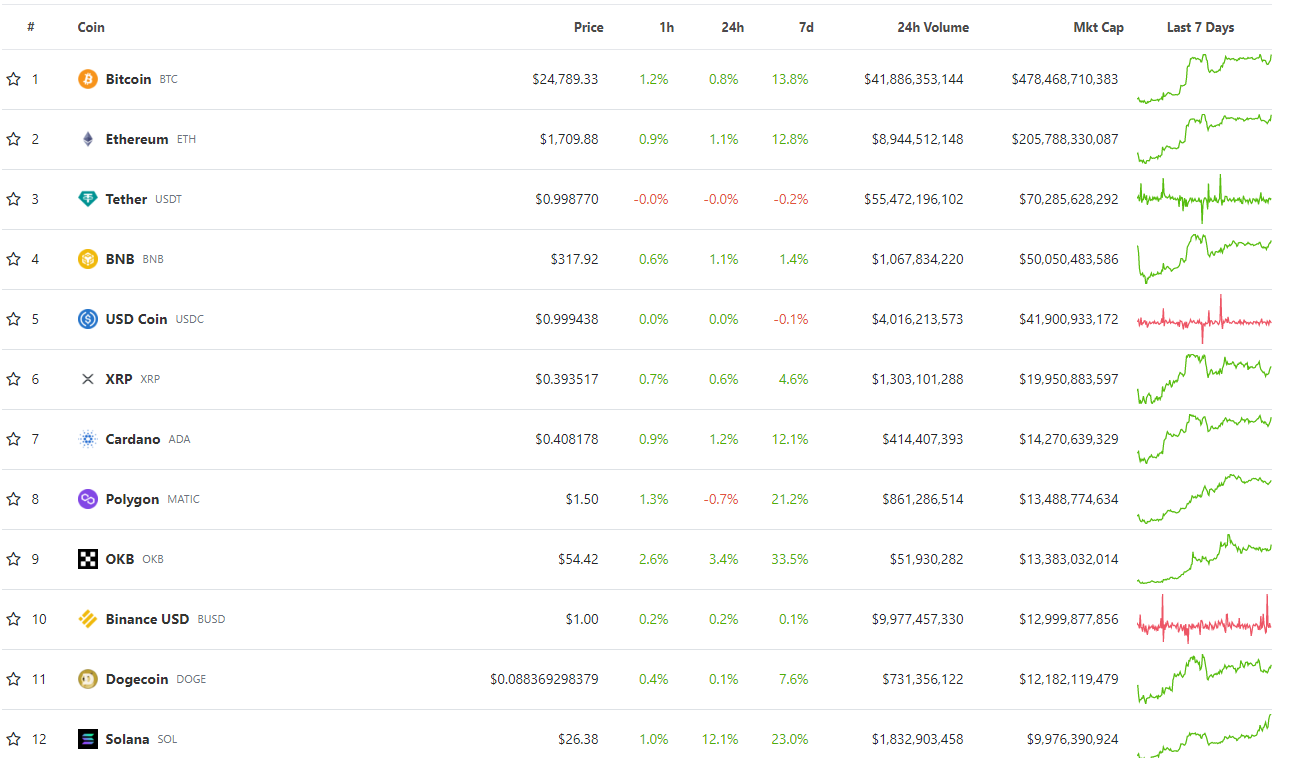 # Coin Price 1h 24h 7d 24h Volume Mkt Cap Last 7 Days
1 Bitcoin BTC $24,789.33 1.2% 0.8% 13.8% $41,886,353,144 $478,468,710,383
2 Ethereum ETH $1,709.88 0.9% 1.1% 12.8% $8,944,512,148 $205,788,330,087
3 Tether USDT $0.998770 -0.0% -0.0% -0.2% $55,472,196,102 $70,285,628,292
4 BNB BNB $317.92 0.6% 1.1% 1.4% $1,067,834,220 $50,050,483,586
5 USD Coin USDC $0.999438 0.0% 0.0% -0.1% $4,016,213,573 $41,900,933,172
6 XRP XRP $0.393517 0.7% 0.6% 4.6% $1,303,101,288 $19,950,883,597
7 Cardano ADA $0.408178 0.9% 1.2% 12.1% $414,407,393 $14,270,639,329
8 Polygon MATIC $1.50 1.3% -0.7% 21.2% $861,286,514 $13,488,774,634
9 OKB OKB $54.42 2.6% 3.4% 33.5% $51,930,282 $13,383,032,014
10 Binance USD BUSD $1.00 0.2% 0.2% 0.1% $9,977,457,330 $12,999,877,856
11 Dogecoin DOGE $0.088369298379 0.4% 0.1% 7.6% $731,356,122 $12,182,119,479
12 Solana SOL $26.38 1.0% 12.1% 23.0% $1,832,903,458 $9,976,390,924